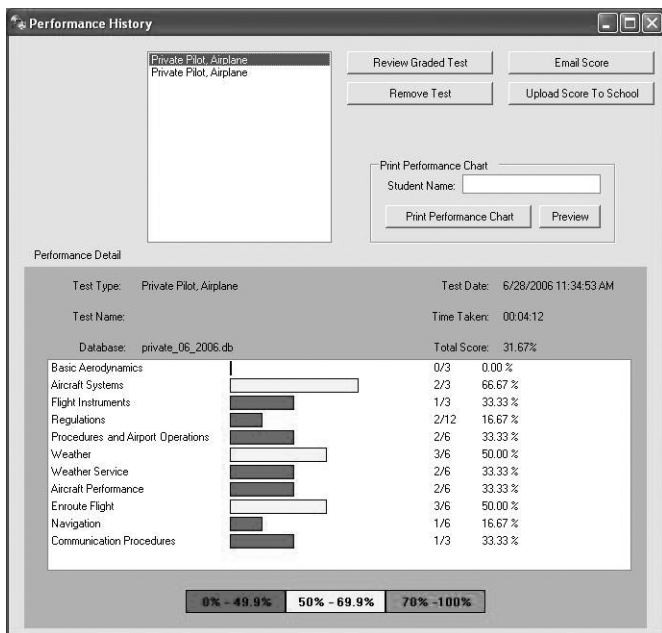 Performance History
Private Pilot, Airplane
Private Pilot, Airplane
Review Graded Test
Email Score
Remove Test
Upload Score To School
Print Performance Chart
Student Name:
Print Performance Chart
Preview
Performance Detail
Test Type: Private Pilot, Airplane Test Date: 6/28/2006 11:34:53 AM
Test Name: Time Taken: 00:04:12
Database: private_06_2006.db Total Score: 31.67%
Basic Aerodynamics 0/3 0.00 %
Aircraft Systems 2/3 66.67 %
Flight Instruments 1/3 33.33 %
Regulations 2/12 16.67 %
Procedures and Airport Operations 2/6 33.33 %
Weather 3/6 50.00 %
Weather Service 2/6 33.33 %
Aircraft Performance 2/6 33.33 %
Enroute Flight 3/6 50.00 %
Navigation 1/6 16.67 %
Communication Procedures 1/3 33.33 %
0% - 49.9% 50% - 69.9% 70% -100%